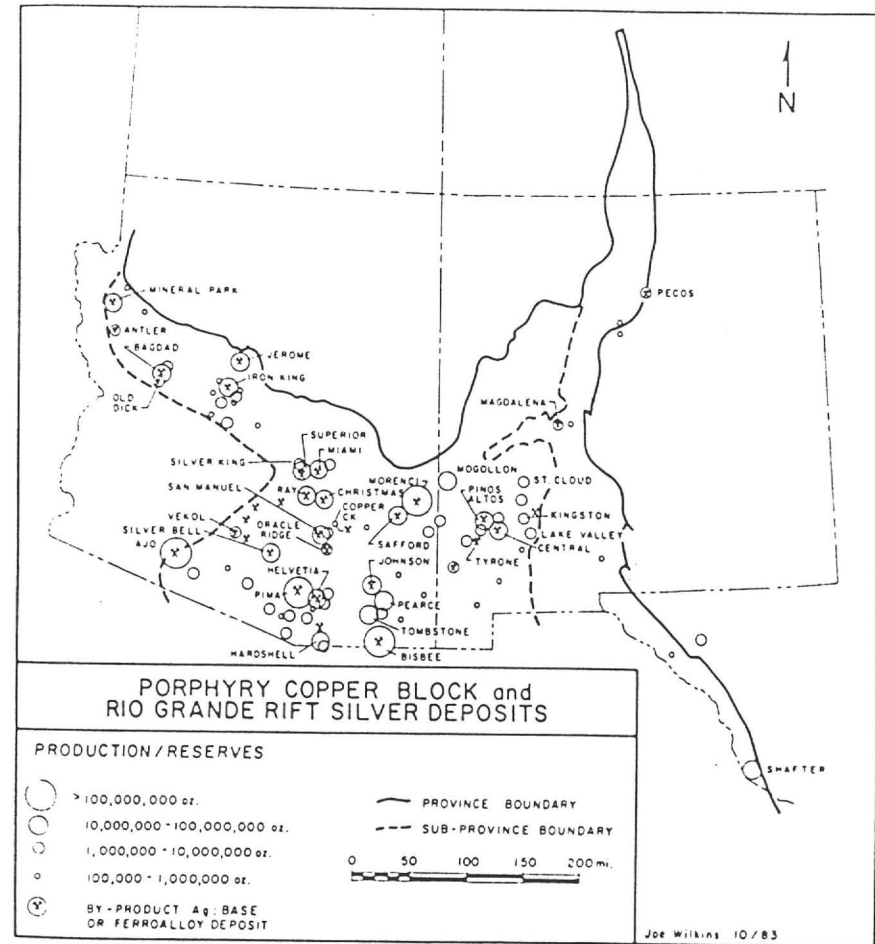 N
MINERAL PARK
PECOS
ANTLER
BAGDAD
JEROME
IRON KING
OLD
DICK
MAGDALENA
SUPERIOR
MIAMI
SILVER KING
MORENCI
MOGOLLON
ST. CLOUD
SAN MANUEL
RAY
CHRISTMAS
PINOS
ALTOS
COPPER
CK
KINGSTON
VEKOL
ORACLE
RIDGE
SAFFORD
LAKE VALLEY
SILVER BELL
CENTRAL
AJO
JOHNSON
TYRONE
HELVETIA
PIMA
PEARCE
TOMBSTONE
HARDSHELL
BISBEE
SHAFTER
PORPHYRY COPPER BLOCK and
RIO GRANDE RIFT SILVER DEPOSITS
PRODUCTION/RESERVES
> 100,000,000 oz.
10,000,000 - 100,000,000 oz.
1,000,000 - 10,000,000 oz.
100,000 - 1,000,000 oz.
BY-PRODUCT Ag: BASE
OR FERROALLOY DEPOSIT
PROVINCE BOUNDARY
SUB-PROVINCE BOUNDARY
0 50 100 150 200 mi.
Joe Wilkins 10/83